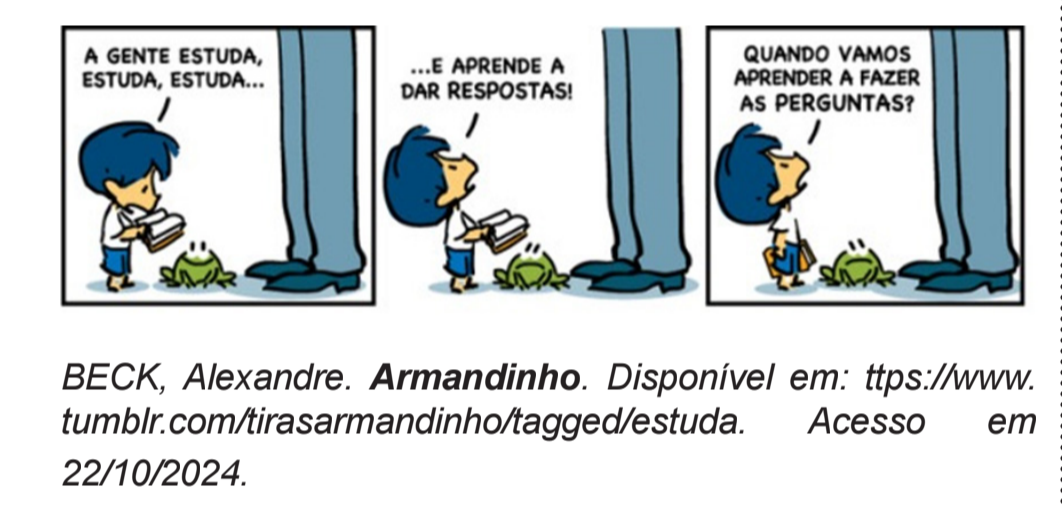 A GENTE ESTUDA,
ESTUDA, ESTUDA...
...E APRENDE A
DAR RESPOSTAS!
QUANDO VAMOS
APRENDER A FAZER
AS PERGUNTAS?
BECK, Alexandre. Armandinho. Disponível em: ttps://www.
tumblr.com/tirasarmandinho/tagged/estuda. Acesso em
22/10/2024.